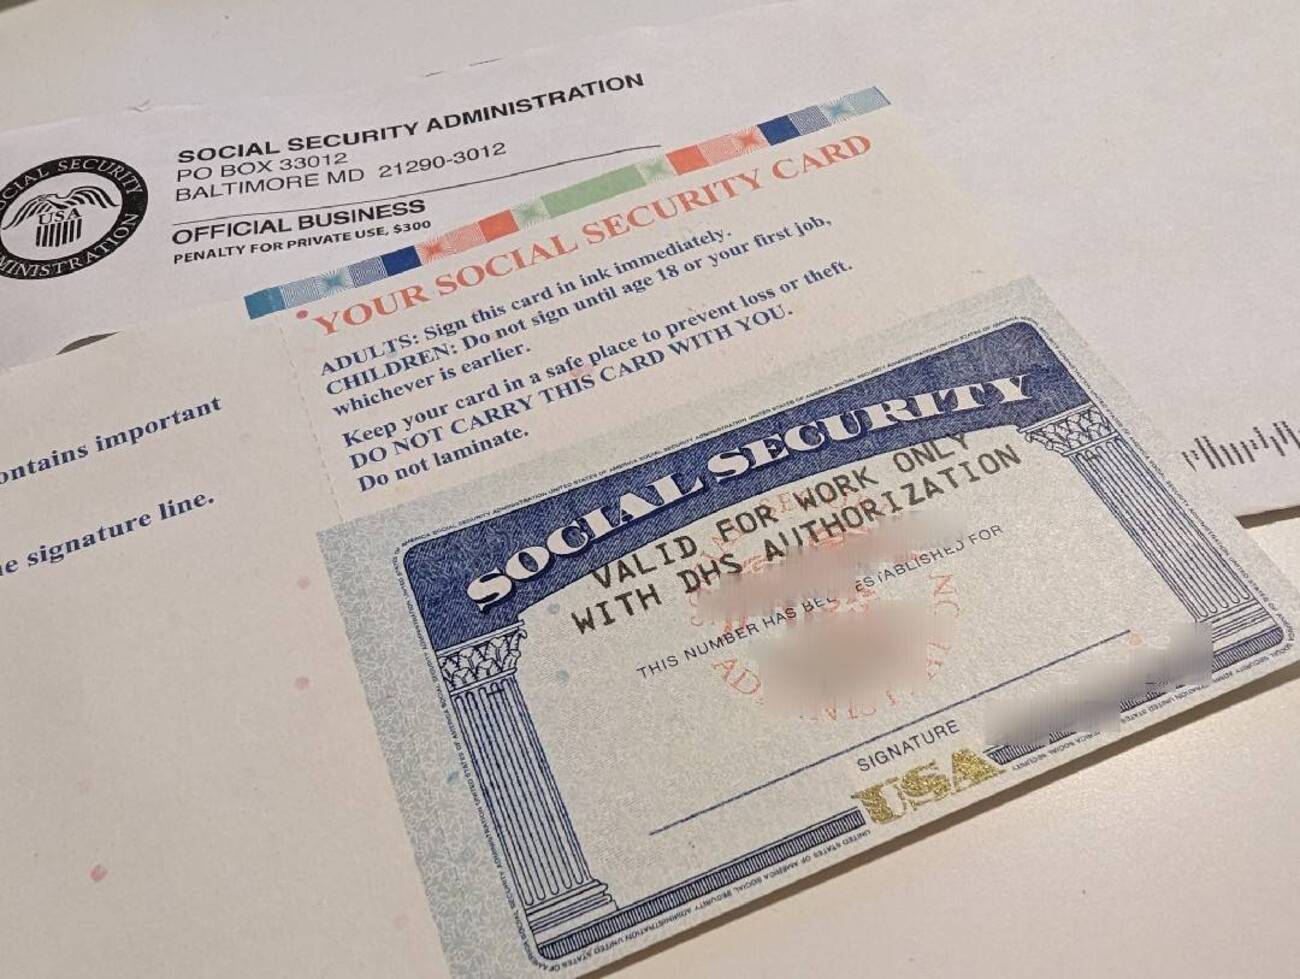 SOCIAL SECURITY ADMINISTRATION
PO BOX 33012
BALTIMORE MD 21290-3012
OFFICIAL BUSINESS
PENALTY FOR PRIVATE USE, $300
USA
YOUR SOCIAL SECURITY CARD
ADULTS: Sign this card in ink immediately.
CHILDREN: Do not sign until age 18 or your first job,
whichever is earlier.
Keep your card in a safe place to prevent loss or theft.
DO NOT CARRY THIS CARD WITH YOU.
Do not laminate.
important
signature line.
SOCIAL SECURITY
VALID FOR WORK ONLY
WITH DHS AUTHORIZATION
THIS NUMBER HAS BEEN ESTABLISHED FOR
SIGNATURE
USA